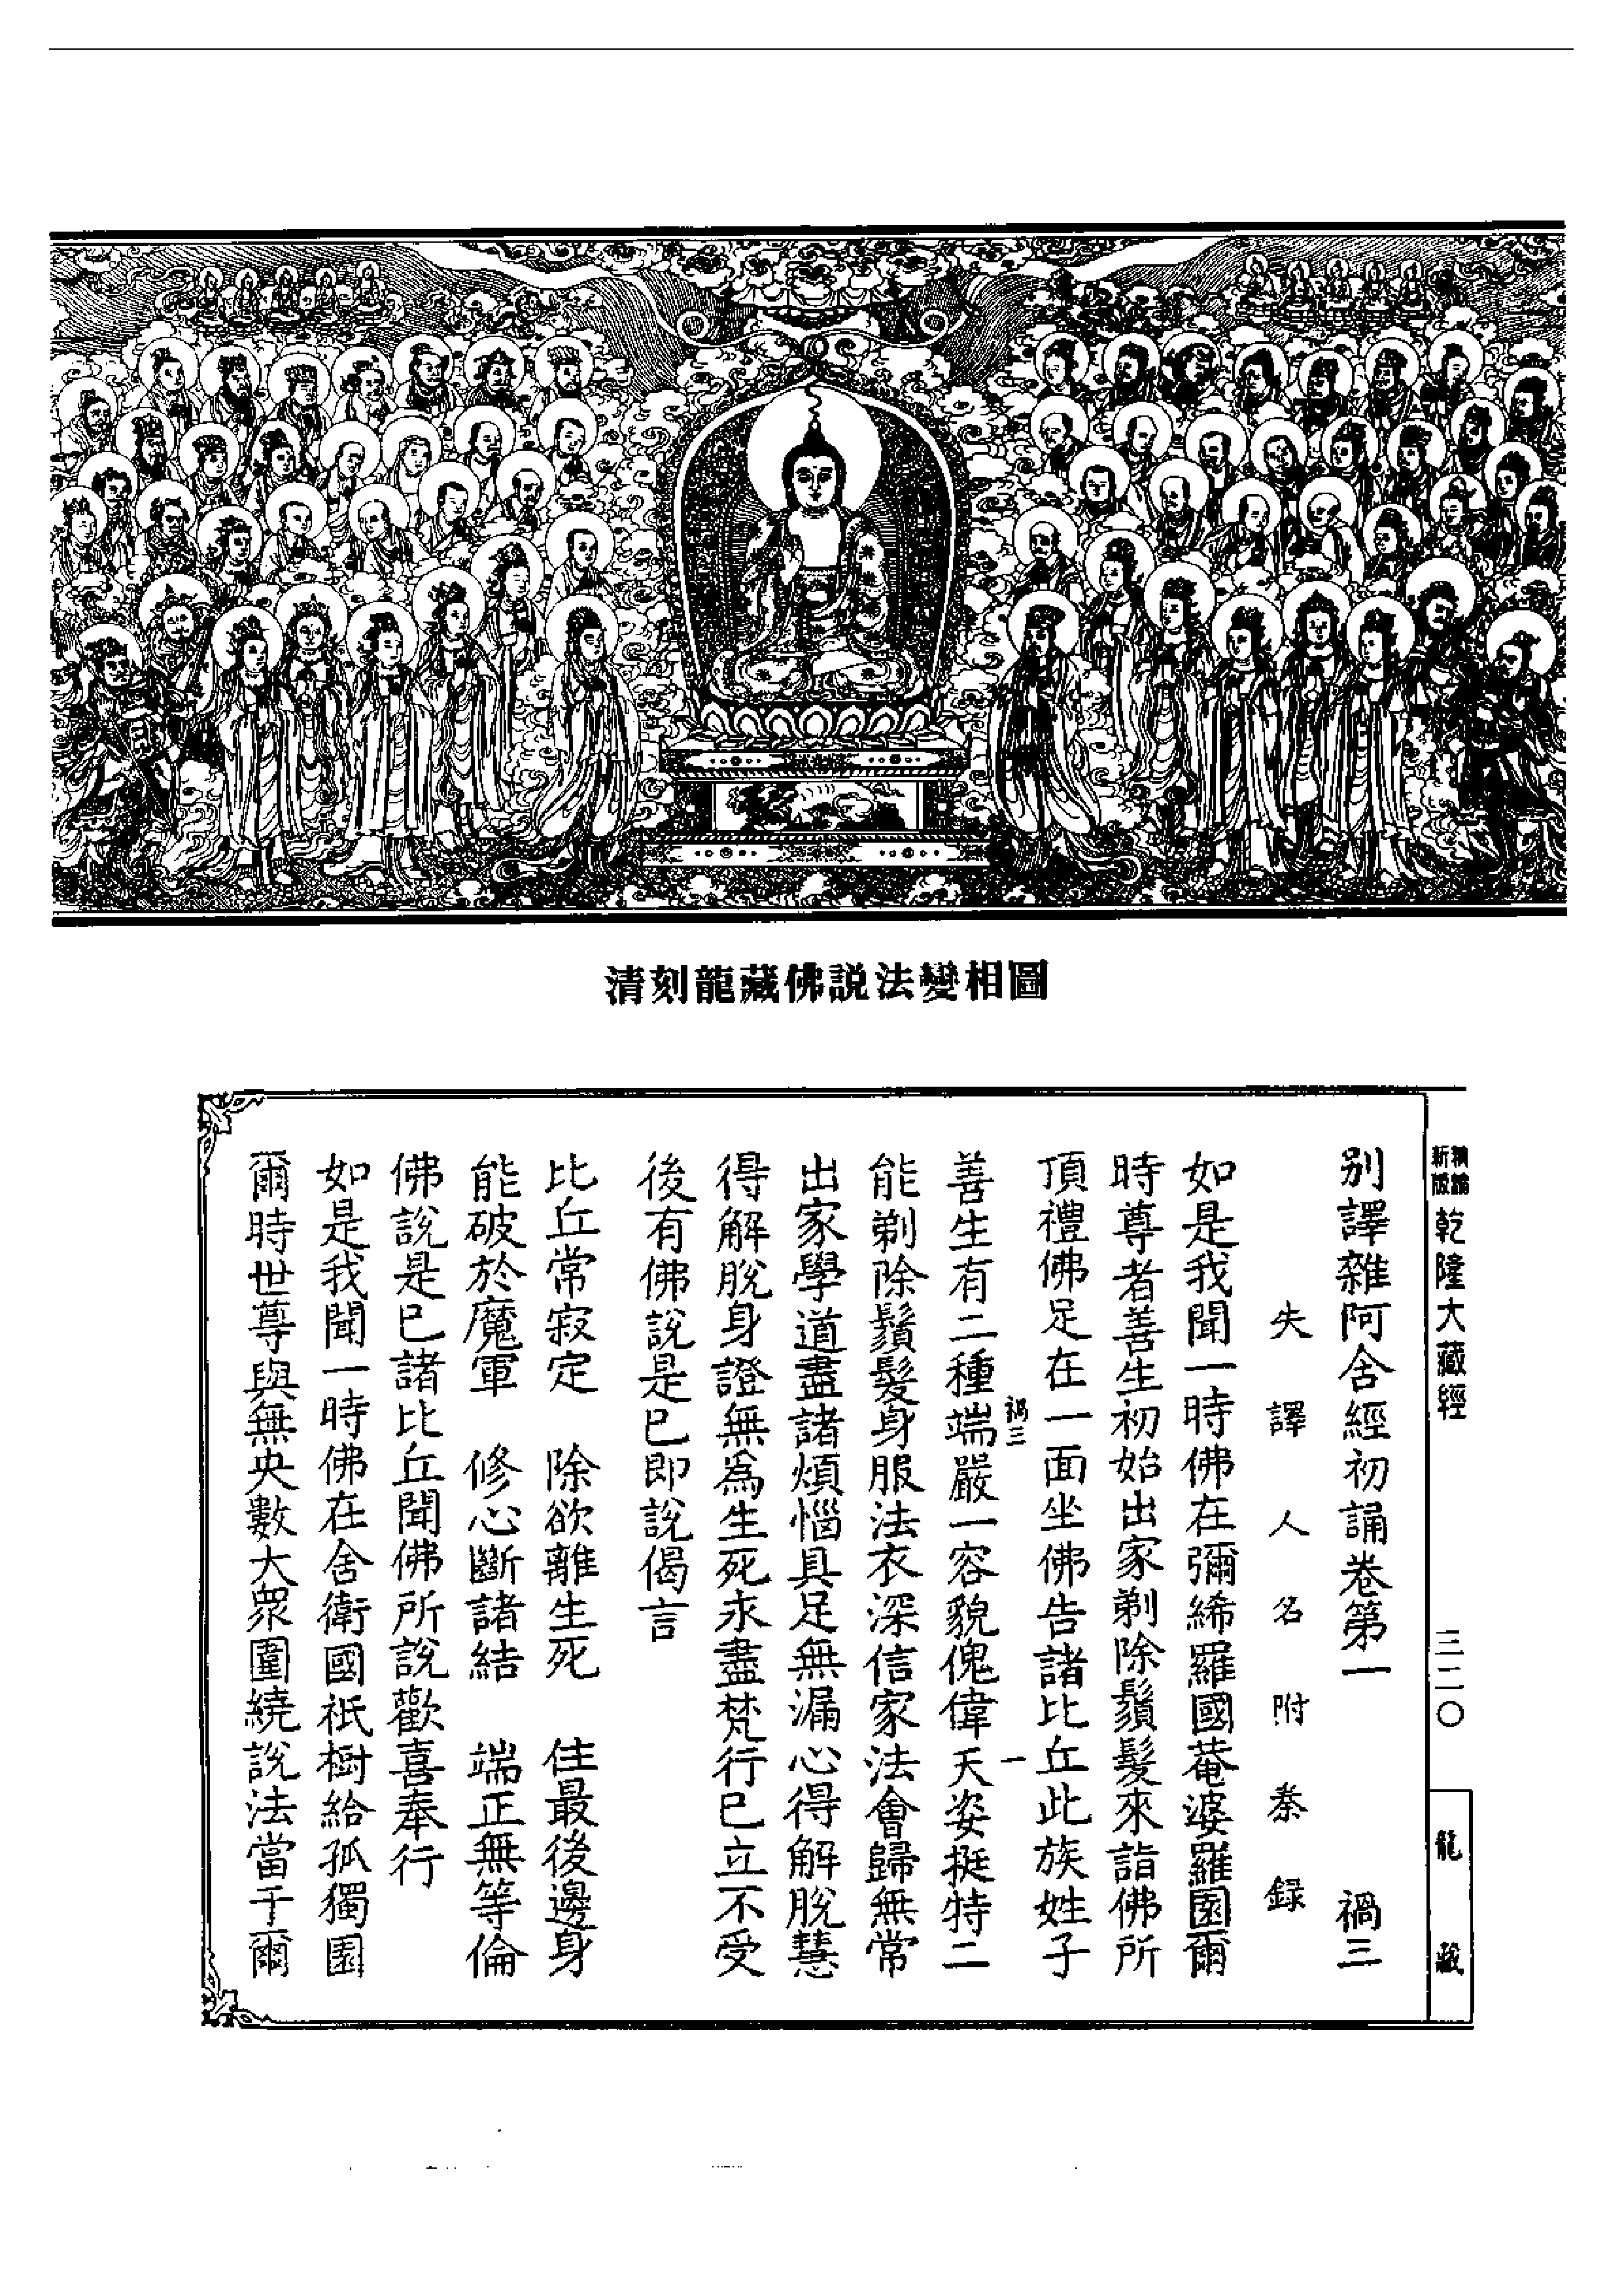 清刻龍藏佛説法變相圖
新版精縮乾隆大藏經
三二〇
龍藏
别譯雜阿舍經初誦卷第一 禍三
失譯人名附秦録
如是我聞一時佛在彌絺羅國菴婆羅園爾
時尊者善生初始出家剃除鬚髮來詣佛所
頂禮佛足在一面坐佛告諸比丘此族姓子
禍三 一
善生有二種端嚴一容貌傀偉天姿挺特二
能剃除鬚髮身服法衣深信家法會歸無常
出家學道盡諸煩惱具足無漏心得解脫慧
得解脫身證無為生死永盡梵行已立不受
後有佛說是已即說偈言
比丘常寂定 除欲離生死 住最後邊身
能破於魔軍 修心斷諸結 端正無等倫
佛說是已諸比丘聞佛所說歡喜奉行
如是我聞一時佛在舍衛國祇樹給孤獨園
爾時世尊與無央數大眾圍繞說法當于爾